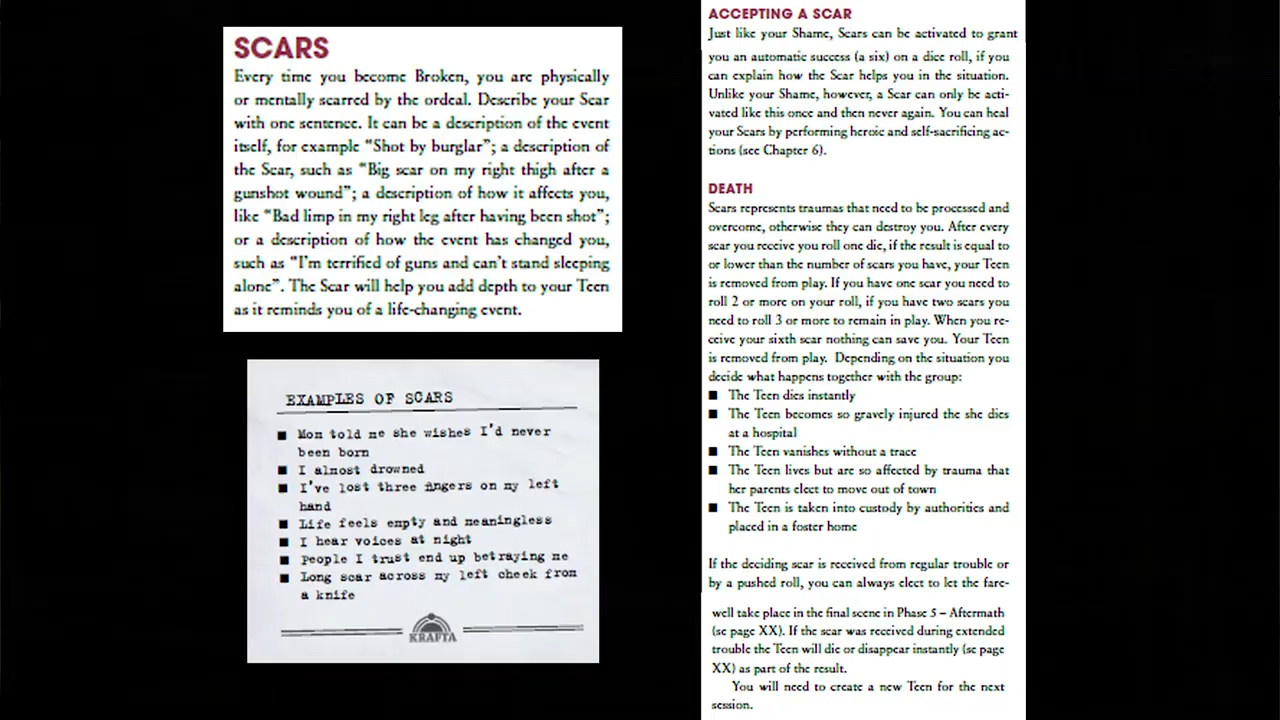 SCARS
Every time you become Broken, you are physically
or mentally scarred by the ordeal. Describe your Scar
with one sentence. It can be a description of the event
itself, for example “Shot by burglar”; a description of
the Scar, such as “Big scar on my right thigh after a
gunshot wound”; a description of how it affects you,
like “Bad limp in my right leg after having been shot”;
or a description of how the event has changed you,
such as “I’m terrified of guns and can’t stand sleeping
alone”. The Scar will help you add depth to your Teen
as it reminds you of a life-changing event.
EXAMPLES OF SCARS
■ Mom told me she wishes I’d never
been born
■ I almost drowned
■ I’ve lost three fingers on my left
hand
■ Life feels empty and meaningless
■ I hear voices at night
■ People I trust end up betraying me
■ Long scar across my left cheek from
a knife
KRAFTA
ACCEPTING A SCAR
Just like your Shame, Scars can be activated to grant
you an automatic success (a six) on a dice roll, if you
can explain how the Scar helps you in the situation.
Unlike your Shame, however, a Scar can only be acti-
vated like this once and then never again. You can heal
your Scars by performing heroic and self-sacrificing ac-
tions (see Chapter 6).
DEATH
Scars represents traumas that need to be processed and
overcome, otherwise they can destroy you. After every
scar you receive you roll one die, if the result is equal to
or lower than the number of scars you have, your Teen
is removed from play. If you have one scar you need to
roll 2 or more on your roll, if you have two scars you
need to roll 3 or more to remain in play. When you re-
ceive your sixth scar nothing can save you. Your Teen
is removed from play. Depending on the situation you
decide what happens together with the group:
■ The Teen dies instantly
■ The Teen becomes so gravely injured the she dies
at a hospital
■ The Teen vanishes without a trace
■ The Teen lives but are so affected by trauma that
her parents elect to move out of town
■ The Teen is taken into custody by authorities and
placed in a foster home
If the deciding scar is received from regular trouble or
by a pushed roll, you can always elect to let the fare-
well take place in the final scene in Phase 5 – Aftermath
(se page XX). If the scar was received during extended
trouble the Teen will die or disappear instantly (se page
XX) as part of the result.
You will need to create a new Teen for the next
session.